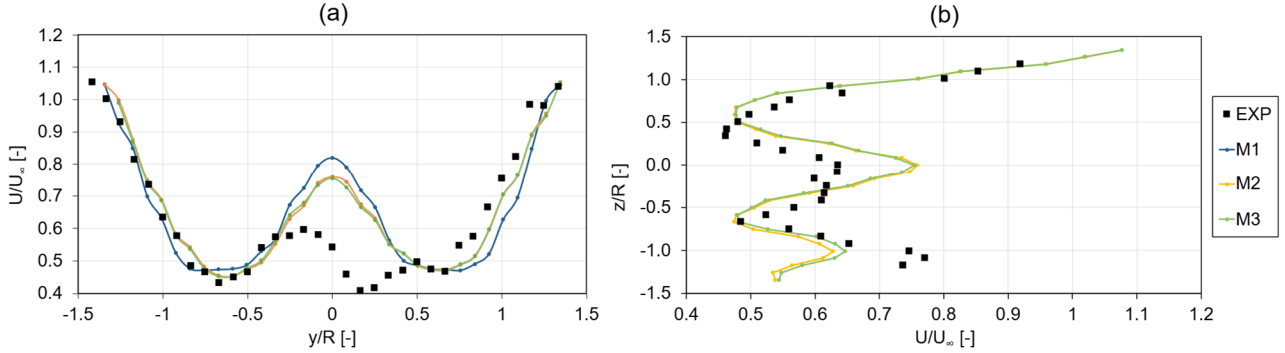 (a)
1.2
1.1
1.0
0.9
0.8
0.7
0.6
0.5
0.4
U/U∞ [-]
-1.5 -1 -0.5 0 0.5 1 1.5
y/R [-]
(b)
1.5
1.0
0.5
0.0
-0.5
-1.0
-1.5
z/R [-]
0.4 0.5 0.6 0.7 0.8 0.9 1 1.1 1.2
U/U∞ [-]
EXP
M1
M2
M3